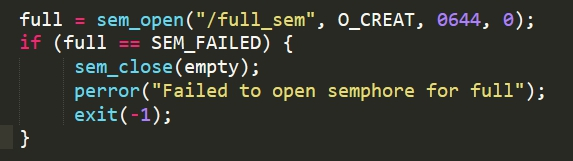 full = sem_open("/full_sem", O_CREAT, 0644, 0);
if (full == SEM_FAILED) {
sem_close(empty);
perror("Failed to open semphore for full");
exit(-1);
}